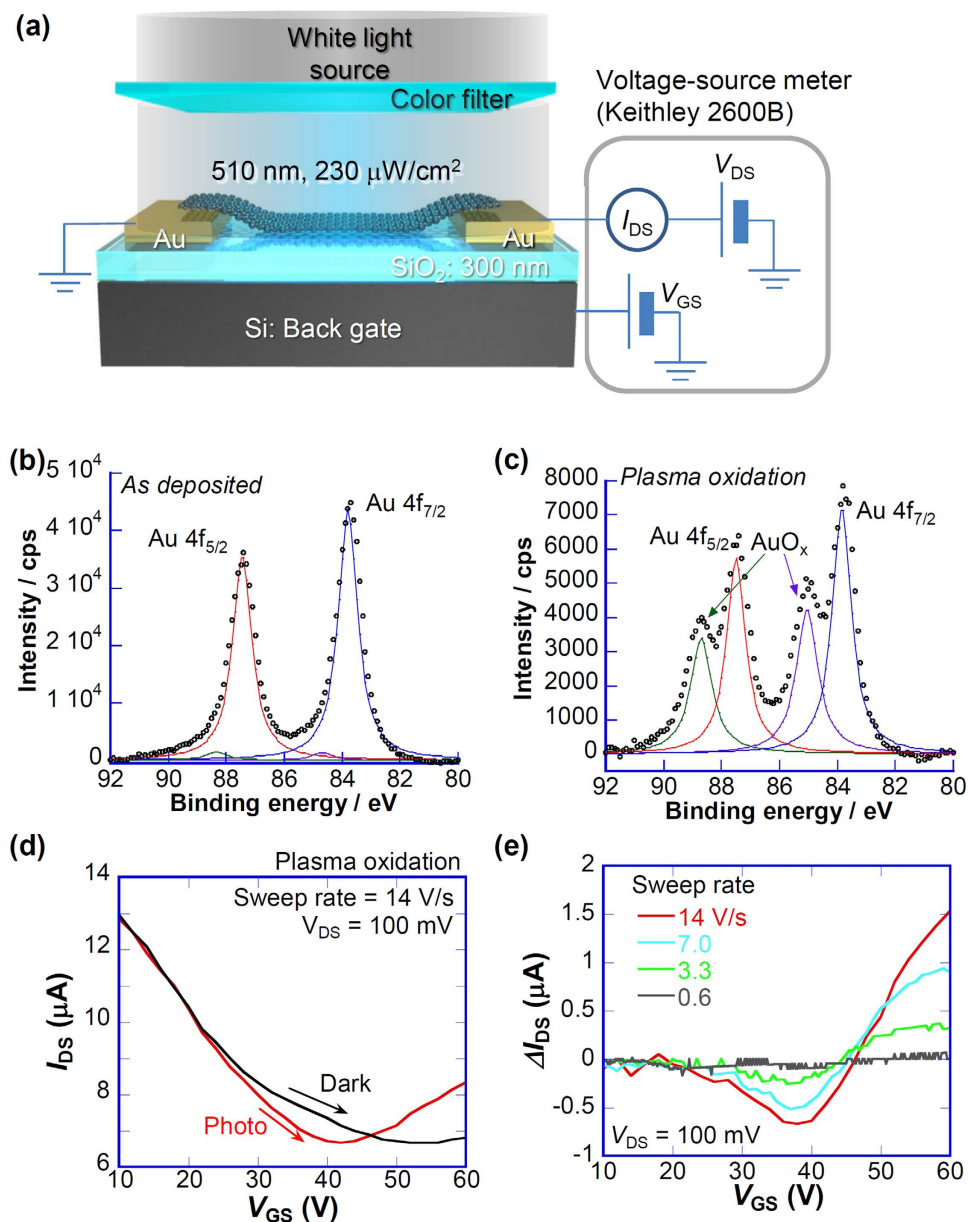 (a)
White light
source
Color filter
510 nm, 230 μW/cm²
Au
Au
SiO₂: 300 nm
Si: Back gate
Voltage-source meter
(Keithley 2600B)
V_DS
I_DS
V_GS
(b)
5 10⁴
4 10⁴
3 10⁴
2 10⁴
1 10⁴
0
Intensity / cps
As deposited
Au 4f₅/₂
Au 4f₇/₂
92 90 88 86 84 82 80
Binding energy / eV
(c)
8000
7000
6000
5000
4000
3000
2000
1000
0
Intensity / cps
Plasma oxidation
Au 4f₅/₂
AuOₓ
Au 4f₇/₂
92 90 88 86 84 82 80
Binding energy / eV
(d)
Plasma oxidation
Sweep rate = 14 V/s
V_DS = 100 mV
14
12
10
8
6
I_DS (μA)
Dark
Photo
10 20 30 40 50 60
V_GS (V)
(e)
2
1.5
1
0.5
0
-0.5
-1
ΔI_DS (μA)
Sweep rate
14 V/s
7.0
3.3
0.6
V_DS = 100 mV
10 20 30 40 50 60
V_GS (V)